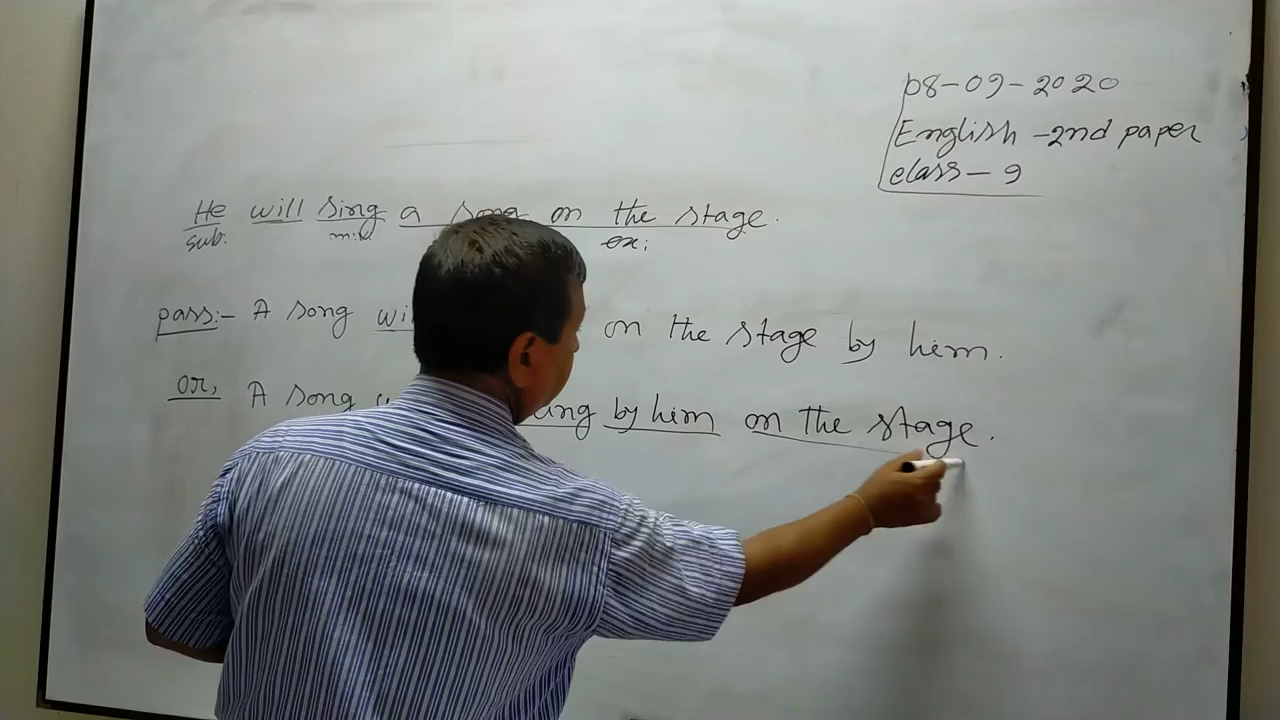 08-09-2020
English -2nd paper
class - 9
He will sing a song on the stage.
sub. m.v. ex;
pass:- A song on the stage by him.
or, A song by him on the stage.